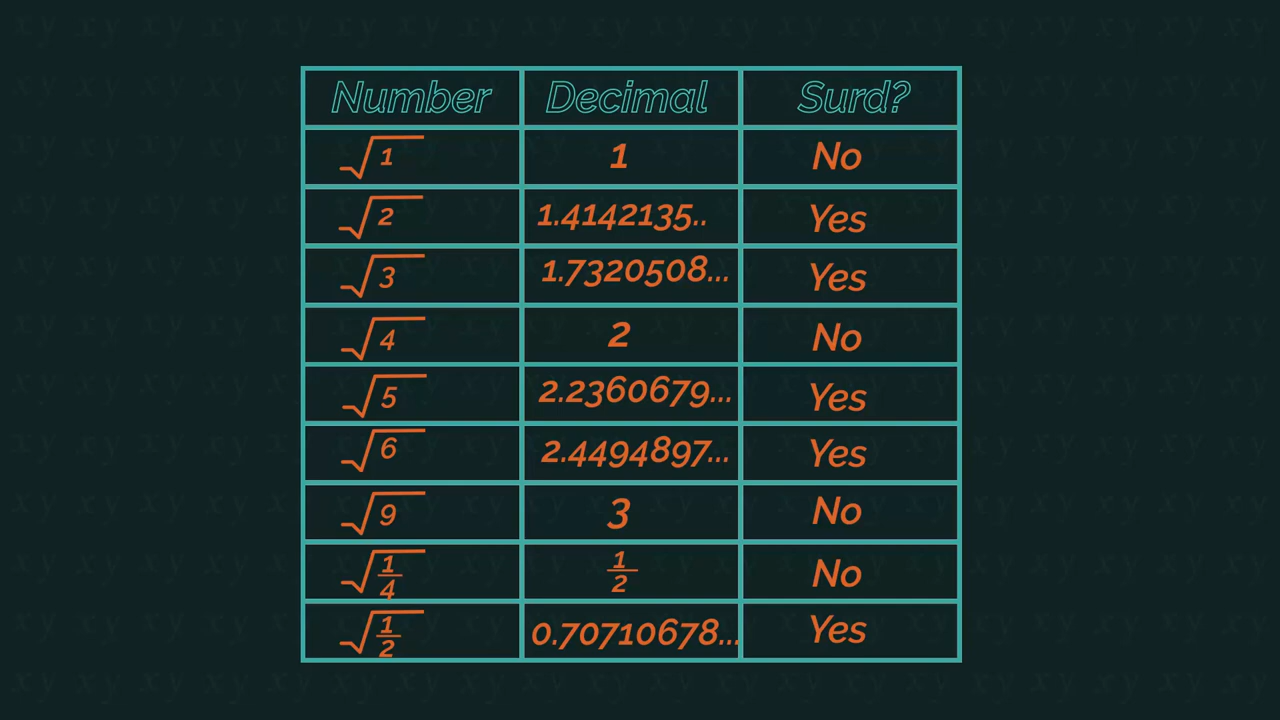 Number Decimal Surd?
√1 1 No
√2 1.4142135.. Yes
√3 1.7320508... Yes
√4 2 No
√5 2.2360679... Yes
√6 2.4494897... Yes
√9 3 No
√1/4 1/2 No
√1/2 0.70710678... Yes